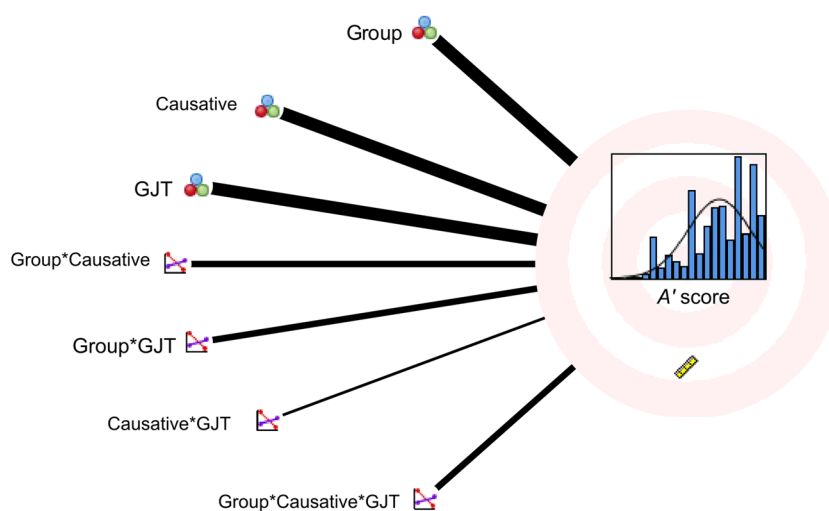 Group
Causative
GJT
Group*Causative
A′ score
Group*GJT
Causative*GJT
Group*Causative*GJT